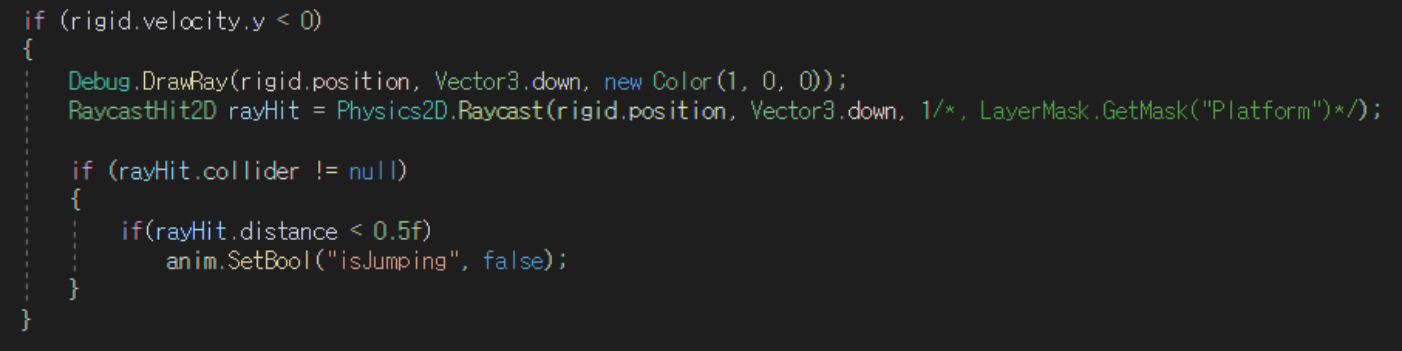 if (rigid.velocity.y < 0)
{
Debug.DrawRay(rigid.position, Vector3.down, new Color(1, 0, 0));
RaycastHit2D rayHit = Physics2D.Raycast(rigid.position, Vector3.down, 1/*, LayerMask.GetMask("Platform")*/);
if (rayHit.collider != null)
{
if(rayHit.distance < 0.5f)
anim.SetBool("isJumping", false);
}
}